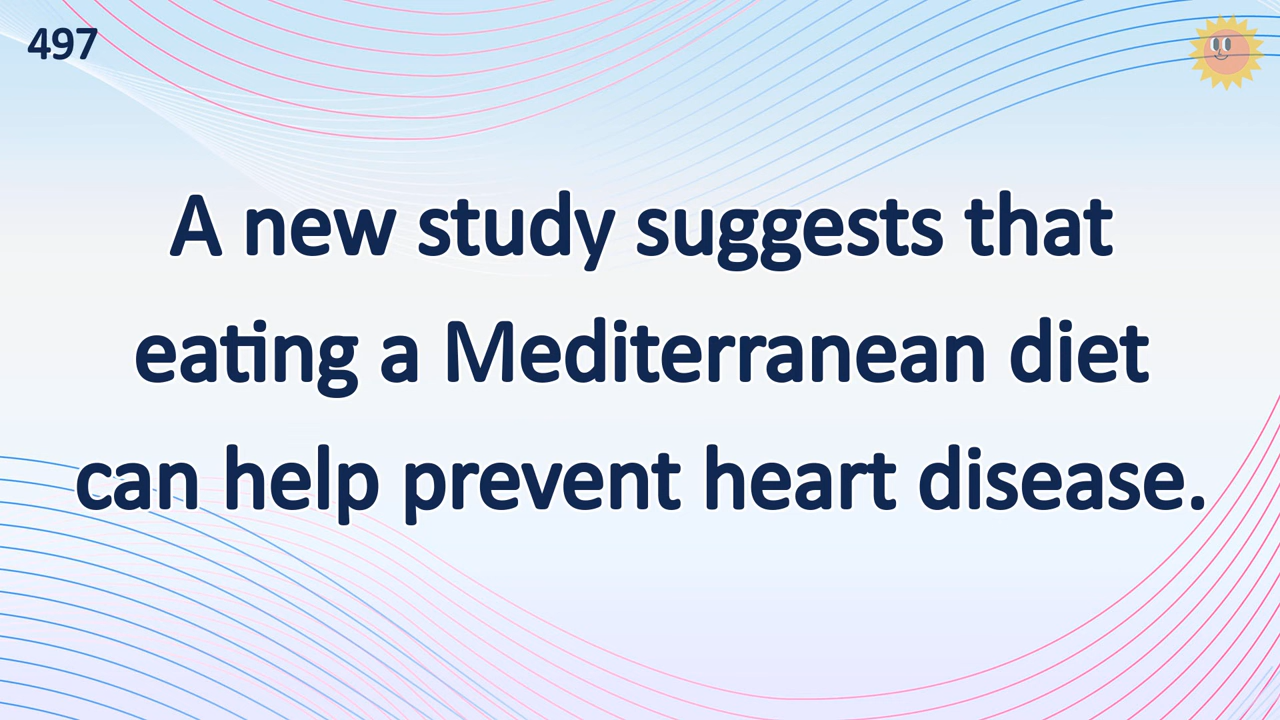 497
A new study suggests that
eating a Mediterranean diet
can help prevent heart disease.